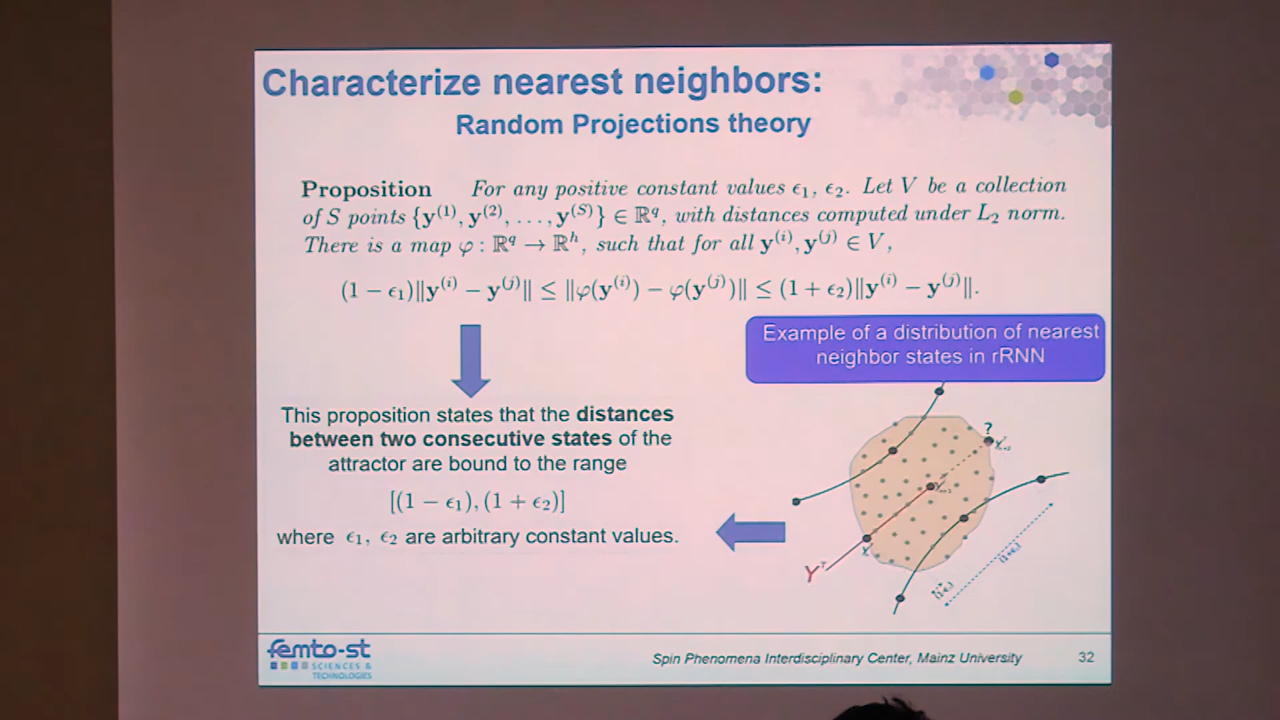 Characterize nearest neighbors:
Random Projections theory
Proposition For any positive constant values ϵ₁, ϵ₂. Let V be a collection
of S points {y⁽¹⁾, y⁽²⁾, . . . , y⁽ˢ⁾} ∈ ℝ^q, with distances computed under L₂ norm.
There is a map φ : ℝ^q → ℝ^h, such that for all y⁽ⁱ⁾, y⁽ʲ⁾ ∈ V,
(1 − ϵ₁)‖y⁽ⁱ⁾ − y⁽ʲ⁾‖ ≤ ‖φ(y⁽ⁱ⁾) − φ(y⁽ʲ⁾)‖ ≤ (1 + ϵ₂)‖y⁽ⁱ⁾ − y⁽ʲ⁾‖.
Example of a distribution of nearest
neighbor states in rRNN
This proposition states that the distances
between two consecutive states of the
attractor are bound to the range
[(1 − ϵ₁), (1 + ϵ₂)]
where ϵ₁, ϵ₂ are arbitrary constant values.
?
femto-st
SCIENCES &
TECHNOLOGIES
Spin Phenomena Interdisciplinary Center, Mainz University
32